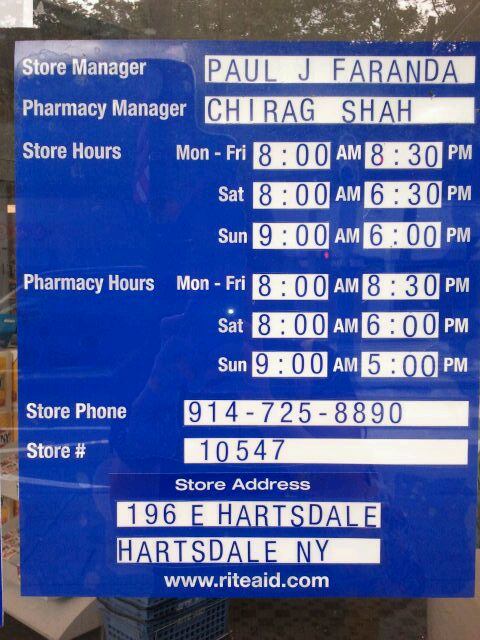 Store Manager PAUL J FARANDA
Pharmacy Manager CHIRAG SHAH
Store Hours Mon - Fri 8:00 AM 8:30 PM
Sat 8:00 AM 6:30 PM
Sun 9:00 AM 6:00 PM
Pharmacy Hours Mon - Fri 8:00 AM 8:30 PM
Sat 8:00 AM 6:00 PM
Sun 9:00 AM 5:00 PM
Store Phone 914-725-8890
Store # 10547
Store Address
196 E HARTSDALE
HARTSDALE NY
www.riteaid.com